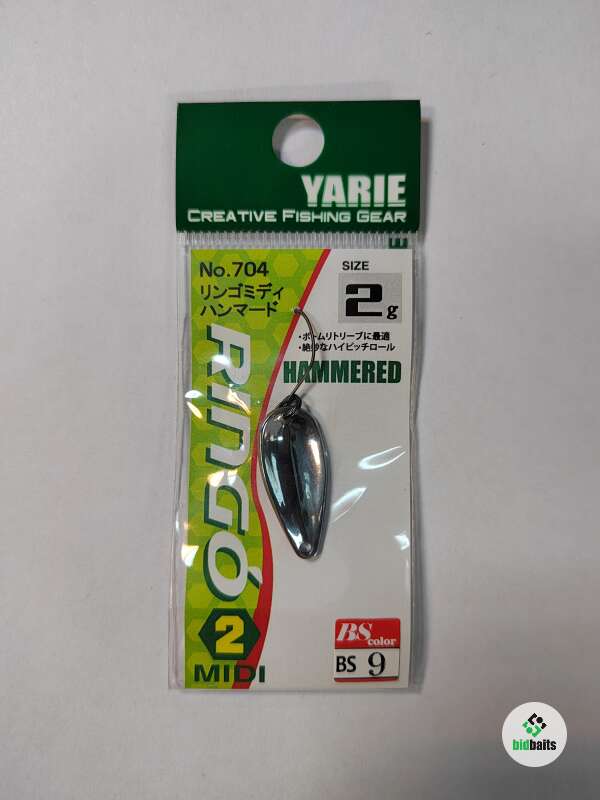 YARIE
CREATIVE FISHING GEAR
No.704
リンゴミディ
ハンマード
SIZE
2g
・ボトムリトリーブに最適
・絶妙なハイピッチロール
HAMMERED
RINGO
2
MIDI
BS color
BS 9
bidbaits